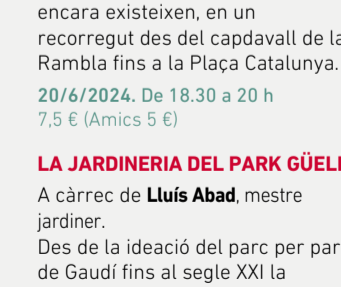 encara existeixen, en un
recorregut des del capdavall de la
Rambla fins a la Plaça Catalunya.
20/6/2024. De 18.30 a 20 h
7,5 € (Amics 5 €)
LA JARDINERIA DEL PARK GÜELL
A càrrec de Lluís Abad, mestre
jardiner.
Des de la ideació del parc per part
de Gaudí fins al segle XXI la